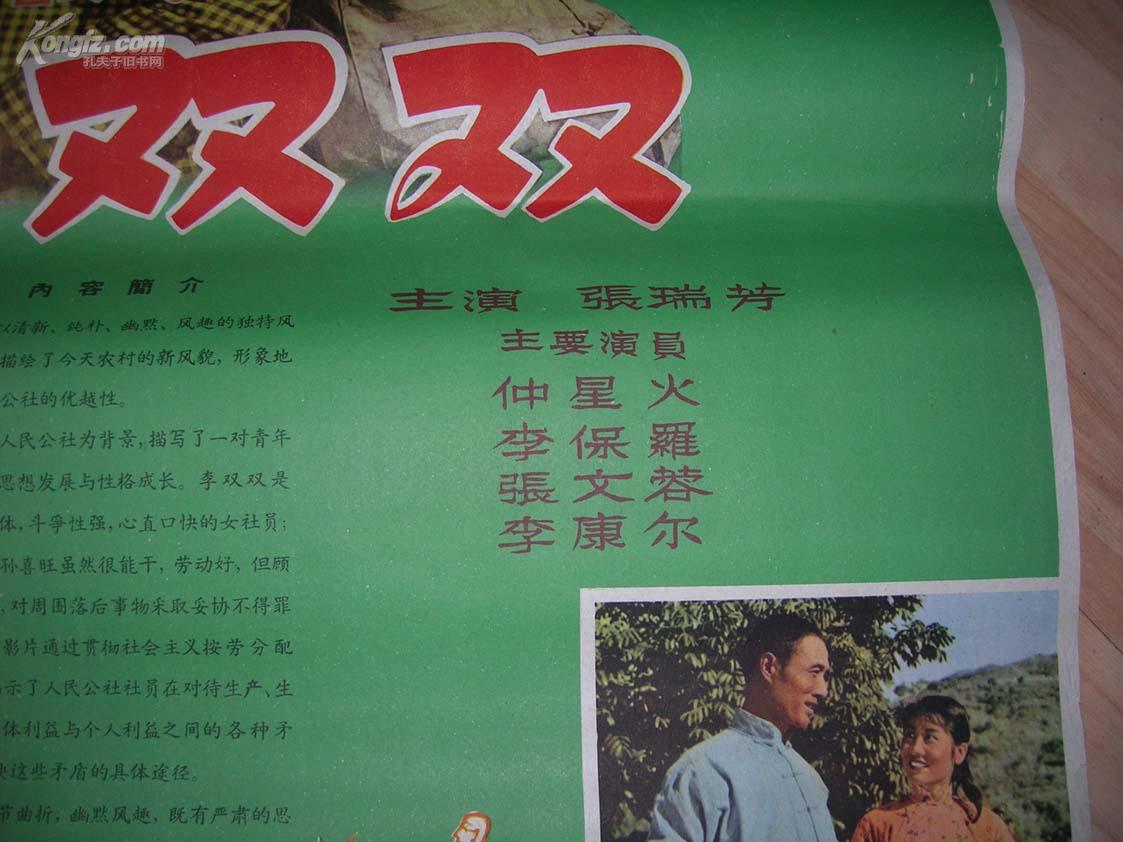 Kongfz.com
孔夫子旧书网
双双
內容簡介
以清新、純朴、幽默、风趣的独特风
描绘了今天农村的新风貌，形象地
公社的优越性。
人民公社为背景，描写了一对青年
思想发展与性格成长。李双双是
体，斗爭性强，心直口快的女社员；
孙喜旺虽然很能干，劳动好，但顾
，对周围落后事物采取妥协不得罪
影片通过贯彻社会主义按劳分配
示了人民公社社员在对待生产、生
体利益与个人利益之间的各种矛
决这些矛盾的具体途径。
节曲折，幽默风趣，既有严肃的思
主演 張瑞芳
主要演員
仲星火
李保羅
張文蓉
李康尔